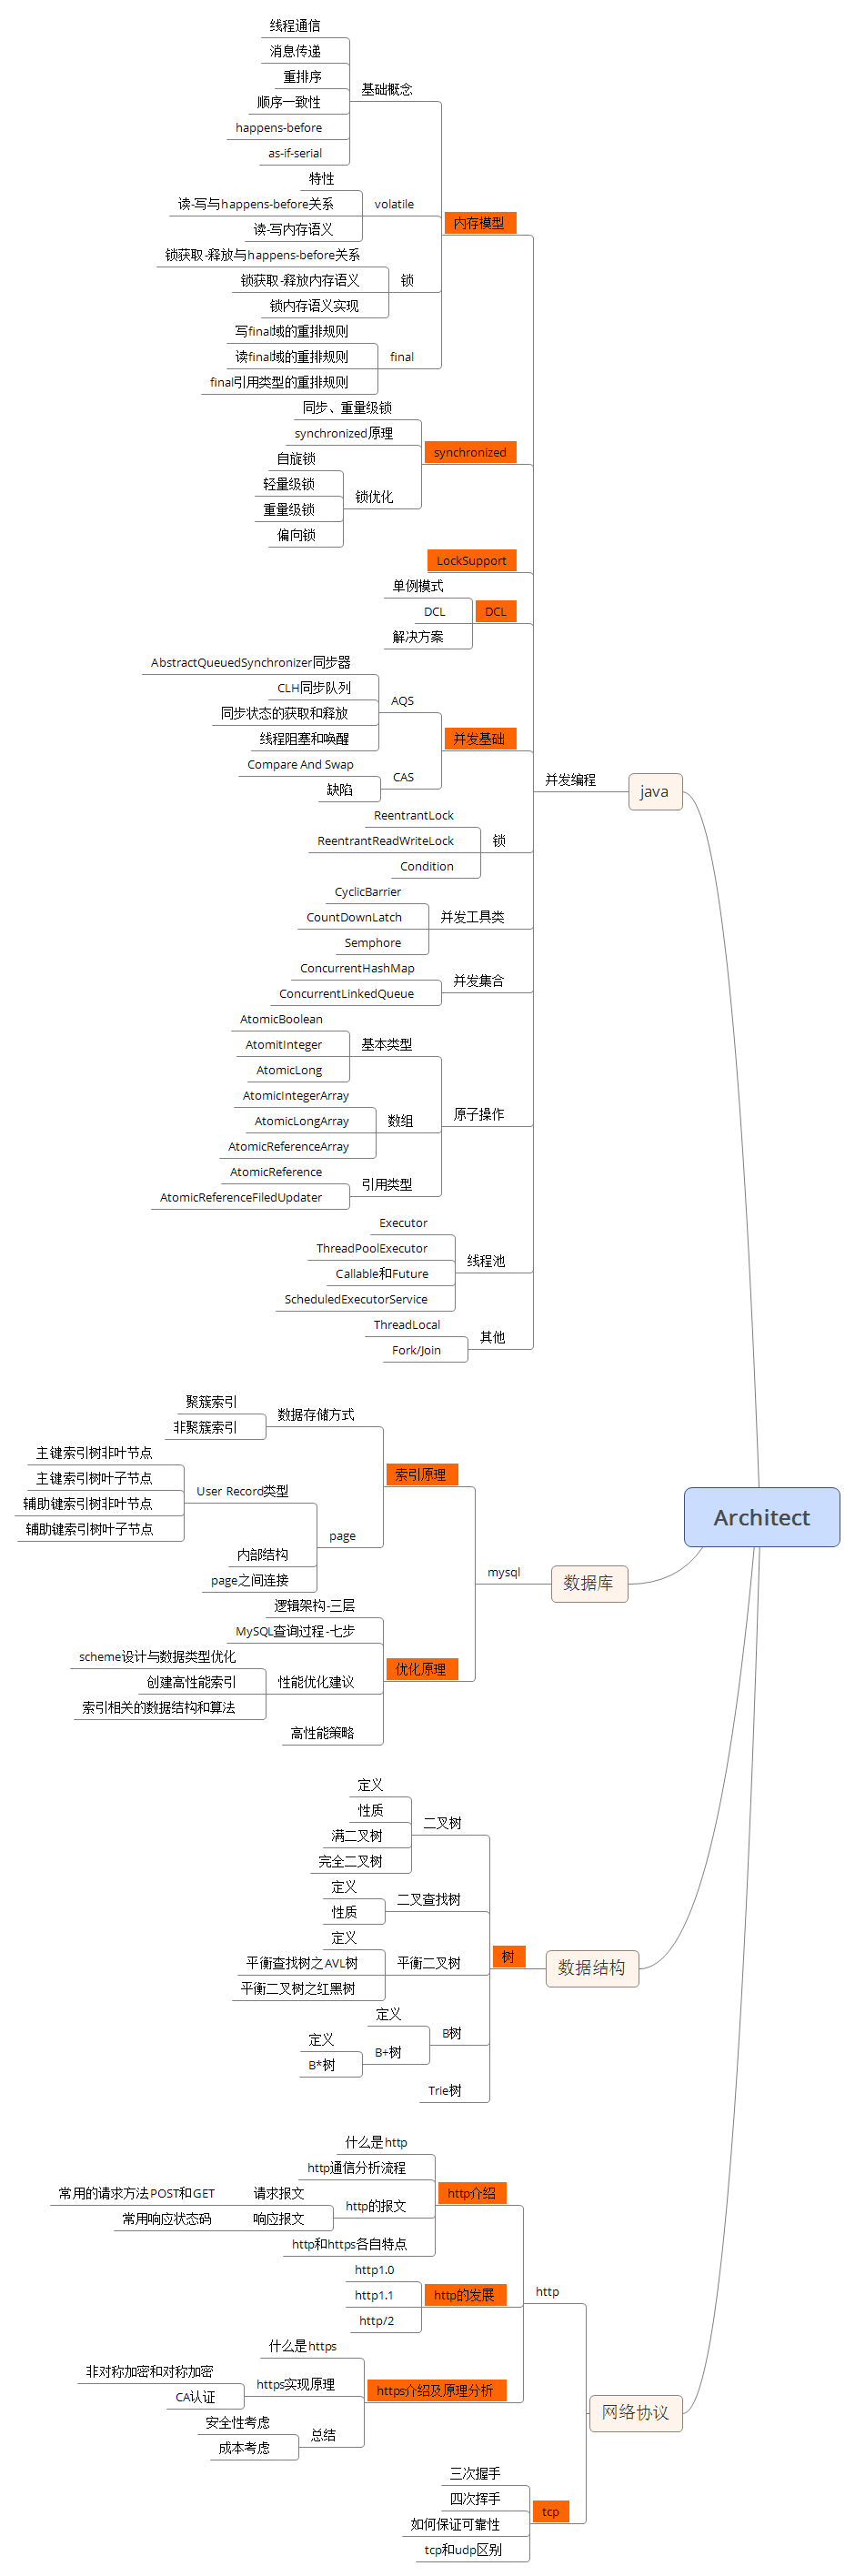 线程通信
消息传递
重排序
基础概念
顺序一致性
happens-before
as-if-serial
特性
读-写与happens-before关系
volatile
内存模型
读-写内存语义
锁获取-释放与happens-before关系
锁获取-释放内存语义
锁
锁内存语义实现
写final域的重排规则
读final域的重排规则
final
final引用类型的重排规则
同步、重量级锁
synchronized原理
synchronized
自旋锁
轻量级锁
锁优化
重量级锁
偏向锁
LockSupport
单例模式
DCL
DCL
解决方案
AbstractQueuedSynchronizer同步器
CLH同步队列
AQS
同步状态的获取和释放
线程阻塞和唤醒
并发基础
Compare And Swap
CAS
缺陷
并发编程
java
ReentrantLock
ReentrantReadWriteLock
锁
Condition
CyclicBarrier
CountDownLatch
并发工具类
Semphore
ConcurrentHashMap
并发集合
ConcurrentLinkedQueue
AtomicBoolean
AtomitInteger
基本类型
AtomicLong
AtomicIntegerArray
AtomicLongArray
数组
原子操作
AtomicReferenceArray
AtomicReference
引用类型
AtomicReferenceFiledUpdater
Executor
ThreadPoolExecutor
线程池
Callable和Future
ScheduledExecutorService
ThreadLocal
其他
Fork/Join
聚簇索引
数据存储方式
非聚簇索引
主键索引树非叶节点
索引原理
主键索引树叶子节点
User Record类型
辅助键索引树非叶节点
辅助键索引树叶子节点
page
内部结构
page之间连接
mysql
数据库
Architect
逻辑架构-三层
MySQL查询过程-七步
scheme设计与数据类型优化
优化原理
创建高性能索引
性能优化建议
索引相关的数据结构和算法
高性能策略
定义
性质
二叉树
满二叉树
完全二叉树
定义
二叉查找树
性质
定义
平衡查找树之AVL树
平衡二叉树
树
数据结构
平衡二叉树之红黑树
定义
B树
定义
B+树
B*树
Trie树
什么是http
http通信分析流程
http介绍
常用的请求方法POST和GET
请求报文
http的报文
常用响应状态码
响应报文
http和https各自特点
http1.0
http1.1
http的发展
http
http/2
什么是https
非对称加密和对称加密
https实现原理
https介绍及原理分析
CA认证
安全性考虑
总结
成本考虑
网络协议
三次握手
四次挥手
tcp
如何保证可靠性
tcp和udp区别